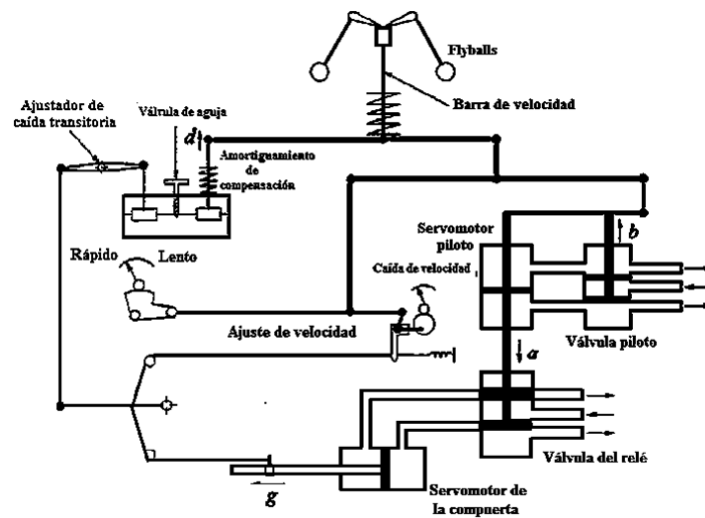 Flyballs
Barra de velocidad
Ajustador de
caída transitoria
Válvula de aguja
d
Amortiguamiento
de
compensación
Rápido
Lento
Servomotor
piloto
b
Caída de velocidad
Ajuste de velocidad
Válvula piloto
a
Válvula del relé
g
Servomotor de
la compuerta